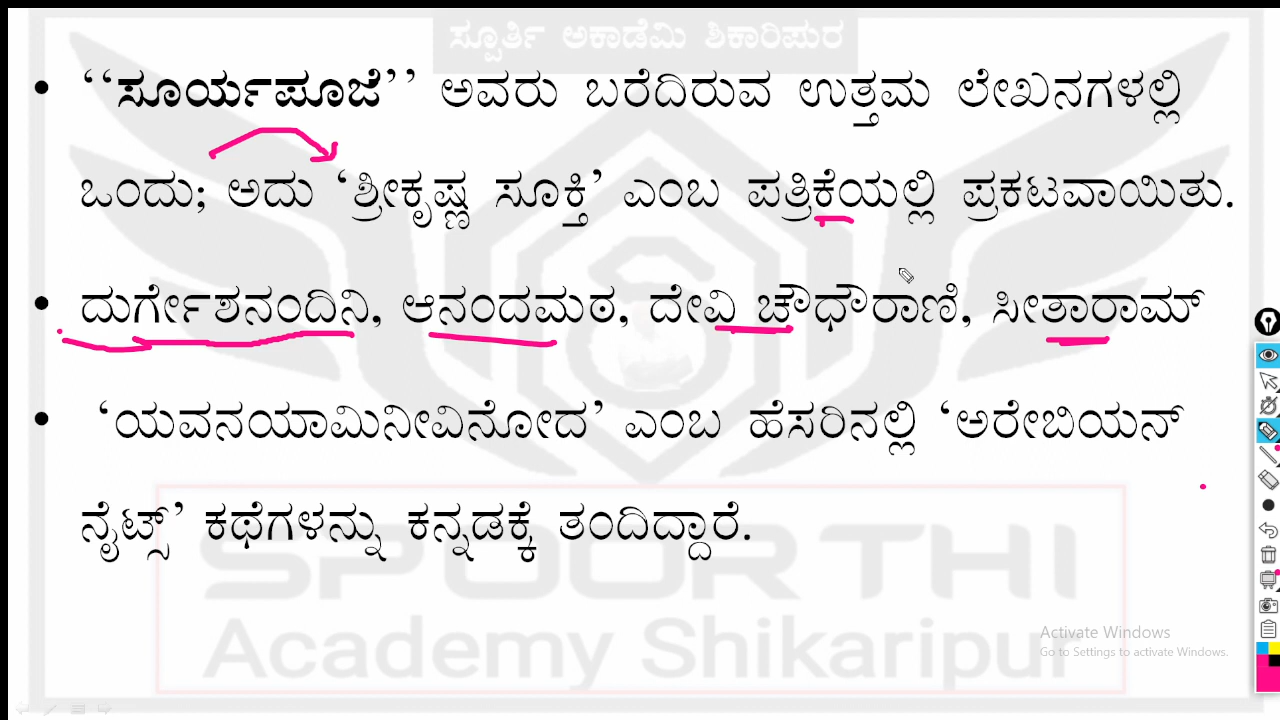 ಸ್ಪೂರ್ತಿ ಅಕಾಡೆಮಿ ಶಿಕಾರಿಪುರ
• ‘‘ಸೂರ್ಯಪೂಜೆ’’ ಅವರು ಬರೆದಿರುವ ಉತ್ತಮ ಲೇಖನಗಳಲ್ಲಿ
ಒಂದು; ಅದು ‘ಶ್ರೀಕೃಷ್ಣ ಸೂಕ್ತಿ’ ಎಂಬ ಪತ್ರಿಕೆಯಲ್ಲಿ ಪ್ರಕಟವಾಯಿತು.
• ದುರ್ಗೇಶನಂದಿನಿ, ಆನಂದಮಠ, ದೇವಿ ಚೌಧೌರಾಣಿ, ಸೀತಾರಾಮ್
• ‘ಯವನಯಾಮಿನೀವಿನೋದ’ ಎಂಬ ಹೆಸರಿನಲ್ಲಿ ‘ಅರೇಬಿಯನ್
ನೈಟ್ಸ್’ ಕಥೆಗಳನ್ನು ಕನ್ನಡಕ್ಕೆ ತಂದಿದ್ದಾರೆ.
SPOORTHI
Academy Shikaripur
Activate Windows
Go to Settings to activate Windows.